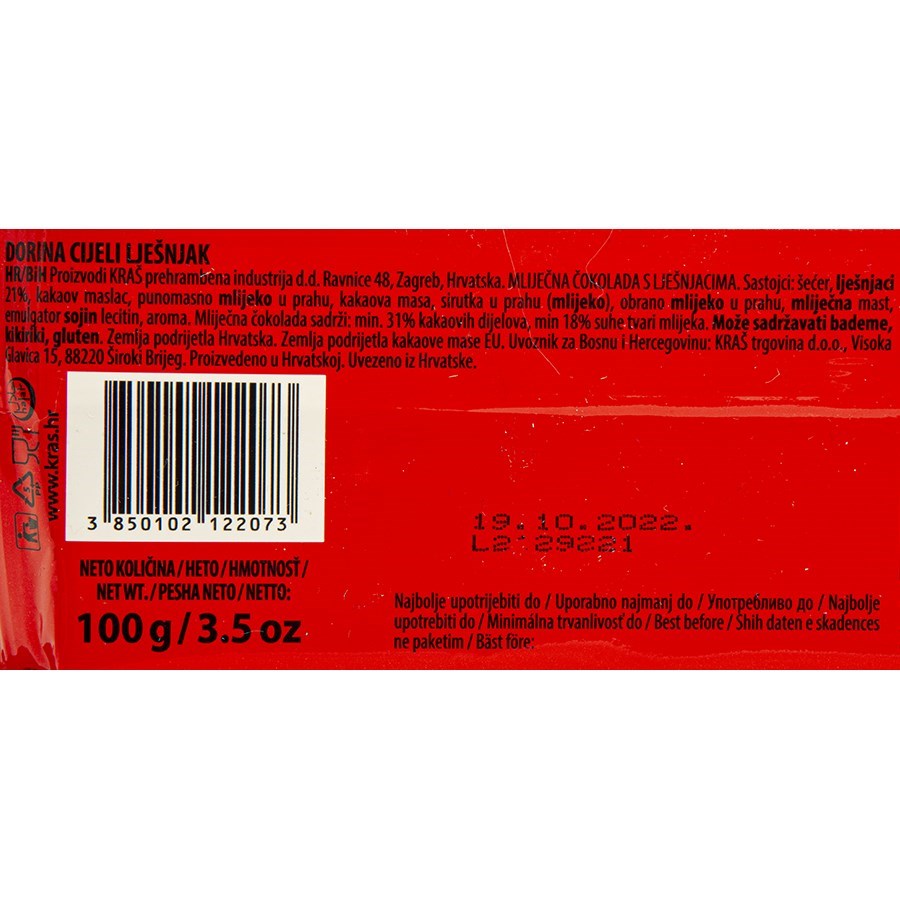 DORINA CIJELI LJEŠNJAK
HR/BiH Proizvodi KRAŠ prehrambena industrija d.d. Ravnice 48, Zagreb, Hrvatska. MLIJEČNA ČOKOLADA S LJEŠNJACIMA. Sastojci: šećer, lješnjaci
21%, kakaov maslac, punomasno mlijeko u prahu, kakaova masa, sirutka u prahu (mlijeko), obrano mlijeko u prahu, mliječna mast,
emulgator sojin lecitin, aroma. Mliječna čokolada sadrži: min. 31% kakaovih dijelova, min 18% suhe tvari mlijeka. Može sadržavati bademe,
kikiriki, gluten. Zemlja podrijetla Hrvatska. Zemlja podrijetla kakaove mase EU. Uvoznik za Bosnu i Hercegovinu: KRAŠ trgovina d.o.o., Visoka
Glavica 15, 88220 Široki Brijeg. Proizvedeno u Hrvatskoj. Uvezeno iz Hrvatske.
www.kras.hr
5
PP
3 850102 122073
19.10.2022.
L2 29221
NETO KOLIČINA / НЕТО / HMOTNOSŤ /
NET WT. / PESHA NETO / NETTO:
100 g / 3.5 oz
Najbolje upotrijebiti do / Uporabno najmanj do / Употребливо до / Najbolje
upotrebiti do / Minimálna trvanlivosť do / Best before / Shih daten e skadences
ne paketim / Bäst före: